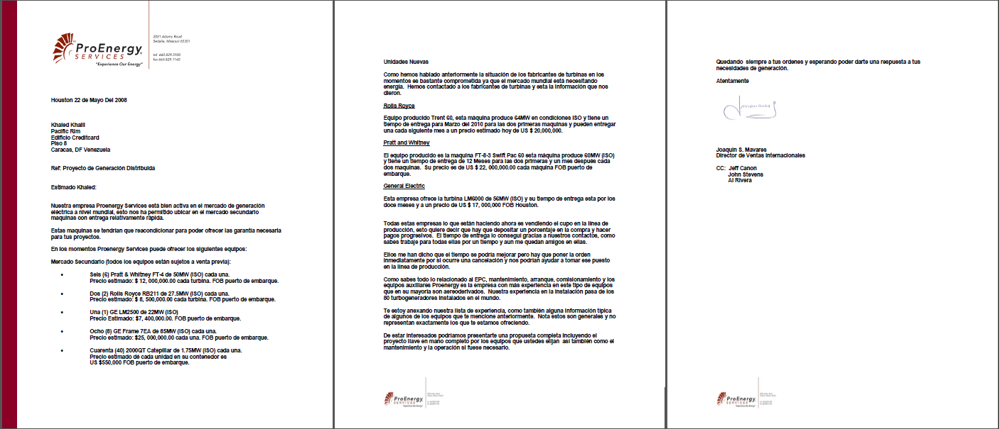 ProEnergy
SERVICES
"Experience Our Energy"
2031 Adams Road
Sedalia, Missouri 65301
tel 660.829.5100
fax 660.829.1160
Houston 22 de Mayo Del 2008
Khaled Khalil
Pacific Rim
Edificio Creditcard
Piso 8
Caracas, DF Venezuela
Ref: Proyecto de Generación Distribuida
Estimado Khaled:
Nuestra empresa Proenergy Services está bien activa en el mercado de generación
eléctrica a nivel mundial, esto nos ha permitido ubicar en el mercado secundario
maquinas con entrega relativamente rápida.
Estas maquinas se tendrían que reacondicionar para poder ofrecer las garantía necesaria
para tus proyectos.
En los momentos Proenergy Services puede ofrecer los siguientes equipos:
Mercado Secundario (todos los equipos están sujetos a venta previa):
• Seis (6) Pratt & Whitney FT-4 de 50MW (ISO) cada una.
Precio estimado: $ 12, 000,000.00 cada turbina. FOB puerto de embarque.
• Dos (2) Rolls Royce RB211 de 27.5MW (ISO) cada una.
Precio estimado: $ 8, 500,000.00 cada turbina. FOB puerto de embarque.
• Una (1) GE LM2500 de 22MW (ISO)
Precio Estimado: $7, 400,000.00. FOB puerto de embarque.
• Ocho (8) GE Frame 7EA de 85MW (ISO) cada una.
Precio estimado: $25, 000,000.00 cada una. FOB puerto de embarque.
• Cuarenta (40) 2000QT Catepillar de 1.75MW (ISO) cada una.
Precio estimado dé cada unidad en su contenedor es
US $550,000 FOB puerto de embarque.
Unidades Nuevas
Como hemos hablado anteriormente la situación de los fabricantes de turbinas en los
momentos es bastante comprometida ya que el mercado mundial está necesitando
energía. Hemos contactado a los fabricantes de turbinas y esta la información que nos
dieron.
Rolls Royce
Equipo producido Trent 60, esta máquina produce 64MW en condiciones ISO y tiene un
tiempo de entrega para Marzo del 2010 para las dos primeras maquinas y pueden entregar
una cada siguiente mes a un precio estimado hoy de US $ 20,000,000.
Pratt and Whitney
El equipo producido es la maquina FT-8-3 Swift Pac 60 esta máquina produce 60MW (ISO)
y tiene un tiempo de entrega de 12 Meses para las dos primeras y un mes después cada
dos maquinas. Su precio es de US $ 22, 000,000.00 cada máquina FOB puerto de
embarque.
General Electric
Esta empresa ofrece la turbina LM6000 de 56MW (ISO) y su tiempo de entrega esta por los
doce meses y a un precio de US $ 17, 000,000 FOB Houston.
Todas estas empresas lo que están haciendo ahora es vendiendo el cupo en la línea de
producción, esto quiere decir que hay que depositar un porcentaje en la compra y hacer
pagos progresivos. El tiempo de entrega lo conseguí gracias a nuestros contactos, como
sabes trabaje para todas ellas por un tiempo y aun me quedan amigos en ellas.
Ellos me han dicho que el tiempo se podría mejorar pero hay que poner la orden
inmediatamente por si ocurre una cancelación y nos podrían ayudar a tomar ese puesto
en la línea de producción.
Como sabes todo lo relacionado al EPC, mantenimiento, arranque, comisionamiento y los
equipos auxiliares Proenergy es la empresa con más experiencia en este tipo de equipos
que en su mayoría son aereoderivados. Nuestra experiencia en la instalación pasa de los
80 turbogeneradores instalados en el mundo.
Te estoy anexando nuestra lista de experiencia, como también alguna información típica
de algunos de los equipos que te mencione anteriormente. Nota estos son generales y no
representan exactamente los que te estamos ofreciendo.
De estar interesados podríamos presentarte una propuesta completa incluyendo el
proyecto llave en mano completo por los equipos que ustedes elijan así también como el
mantenimiento y la operación si fuese necesario.
ProEnergy
SERVICES
"Experience Our Energy"
Quedando siempre a tus ordenes y esperando poder darte una respuesta a tus
necesidades de generación.
Atentamente
Joaquin S. Mavares
Director de Ventas Internacionales
CC: Jeff Canon
John Stevens
Al Rivera
ProEnergy
SERVICES
"Experience Our Energy"